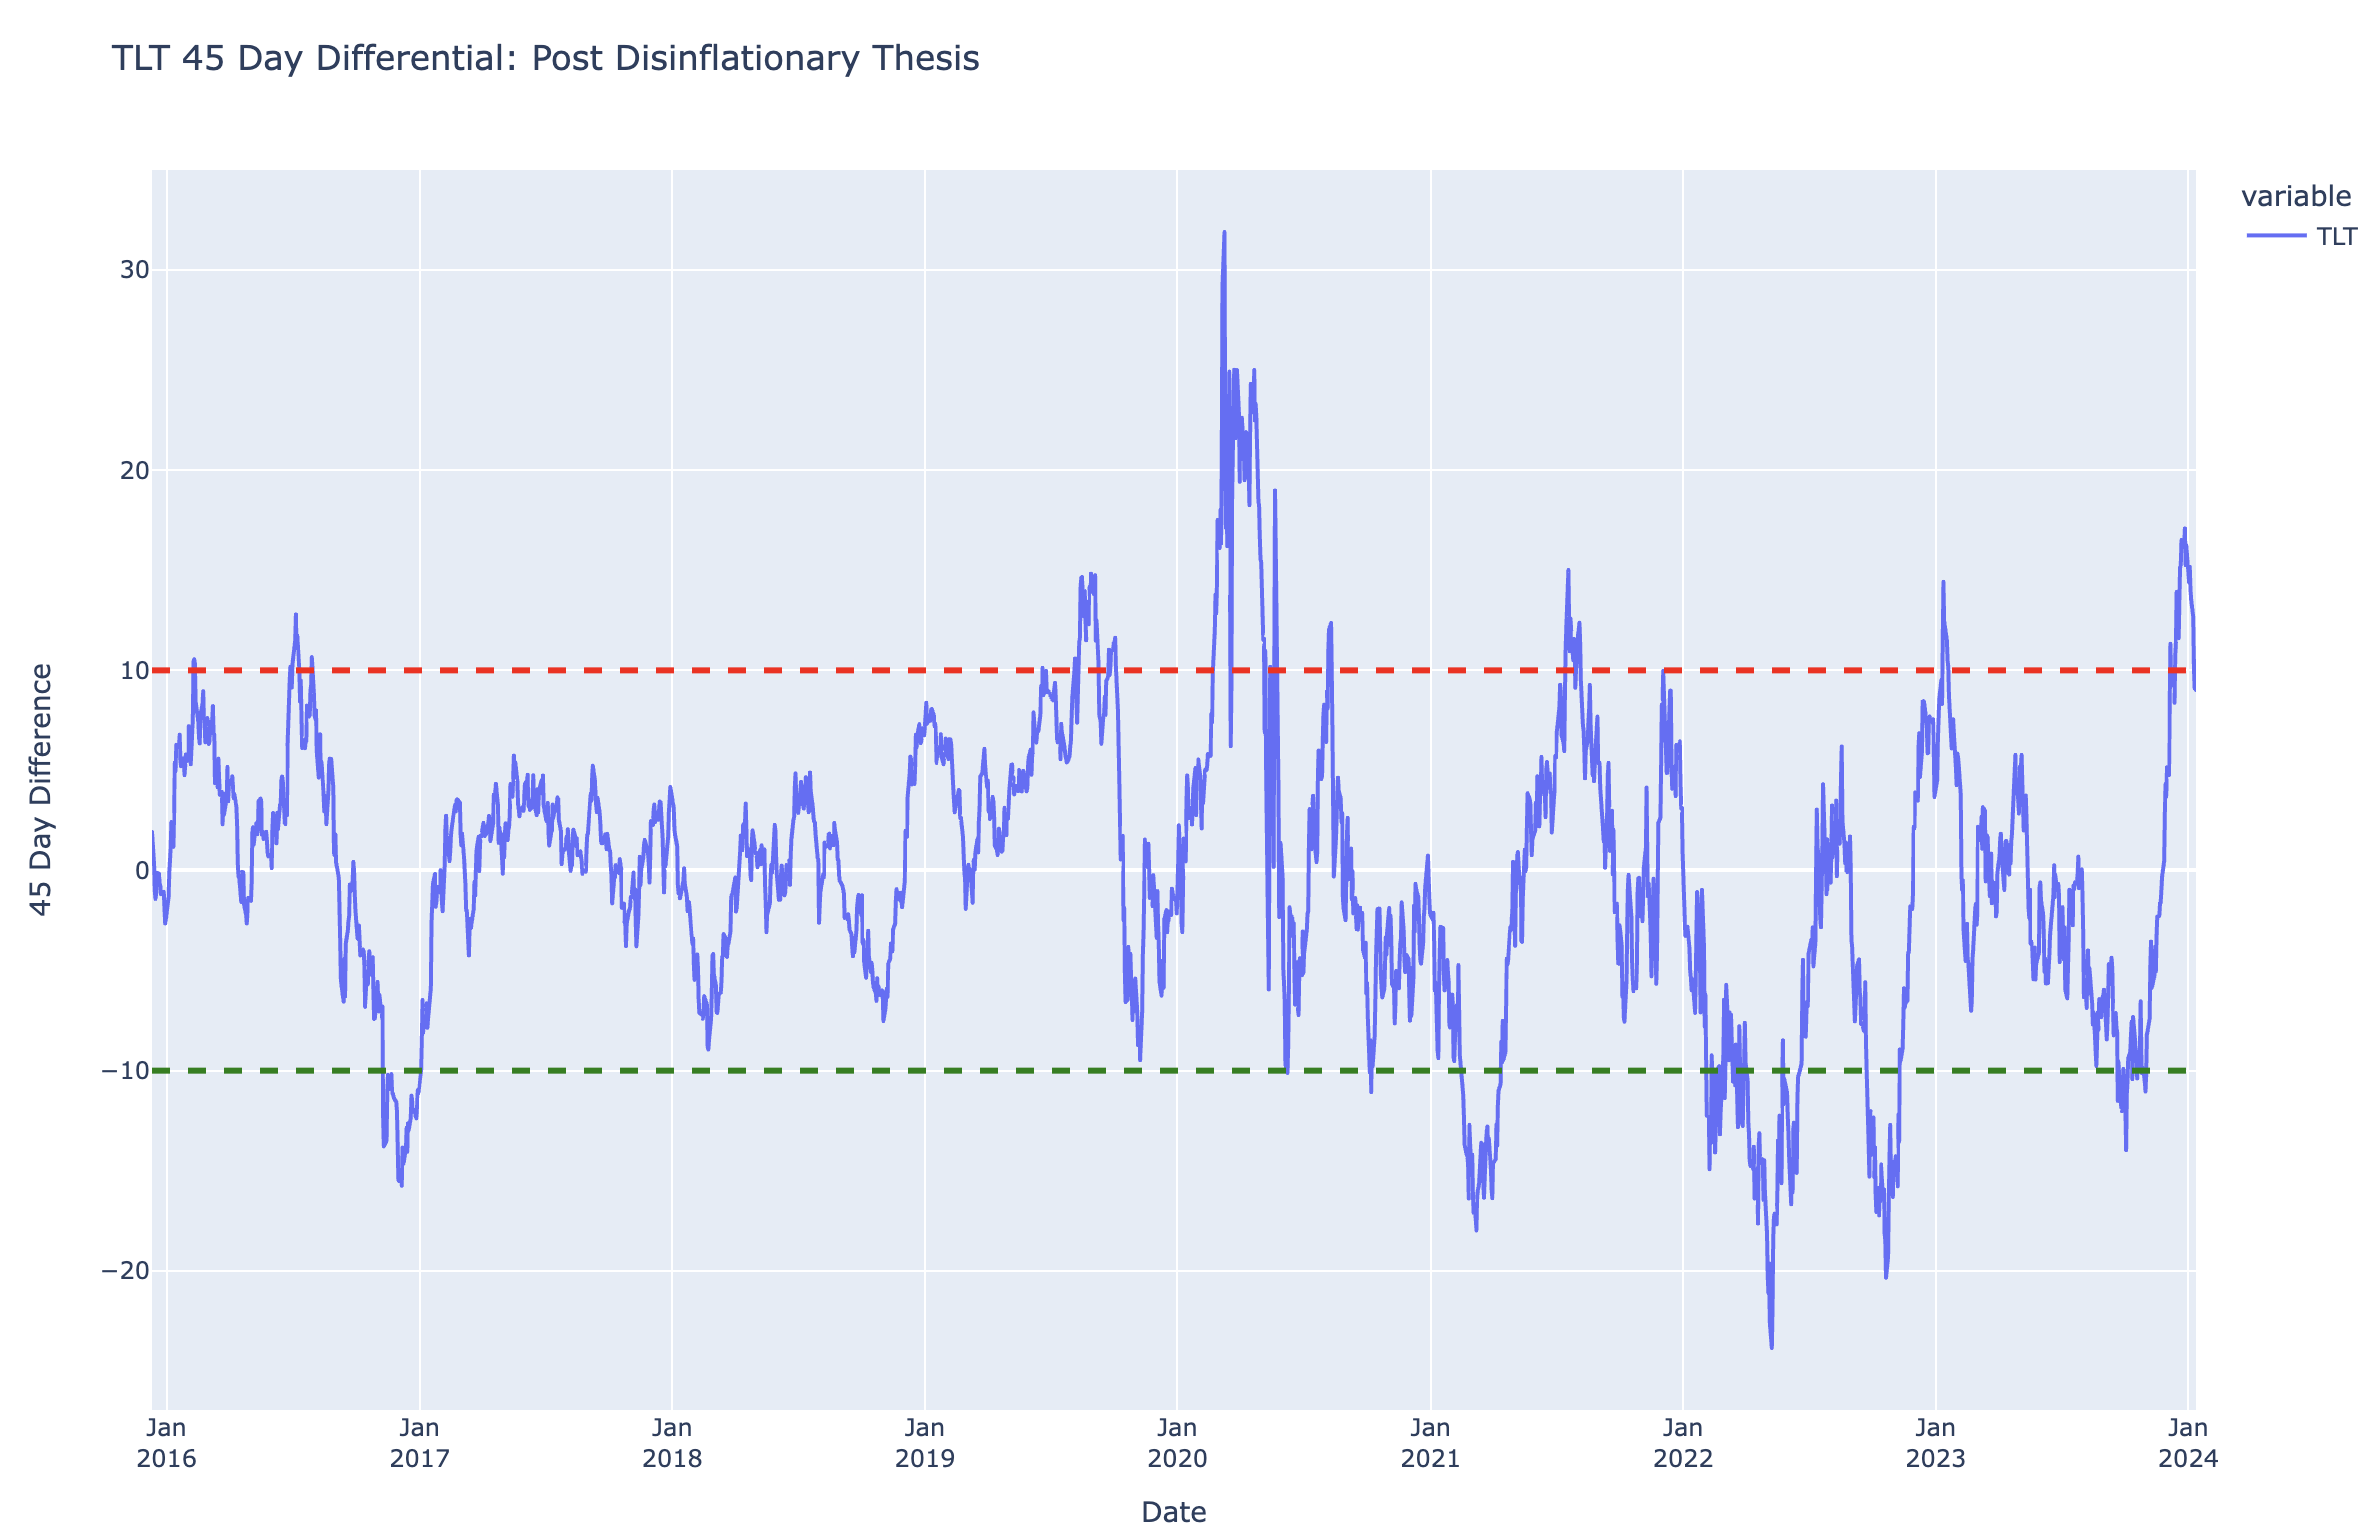 TLT 45 Day Differential: Post Disinflationary Thesis
variable
TLT
45 Day Difference
30
20
10
0
−10
−20
Jan
2016
Jan
2017
Jan
2018
Jan
2019
Jan
2020
Jan
2021
Jan
2022
Jan
2023
Jan
2024
Date